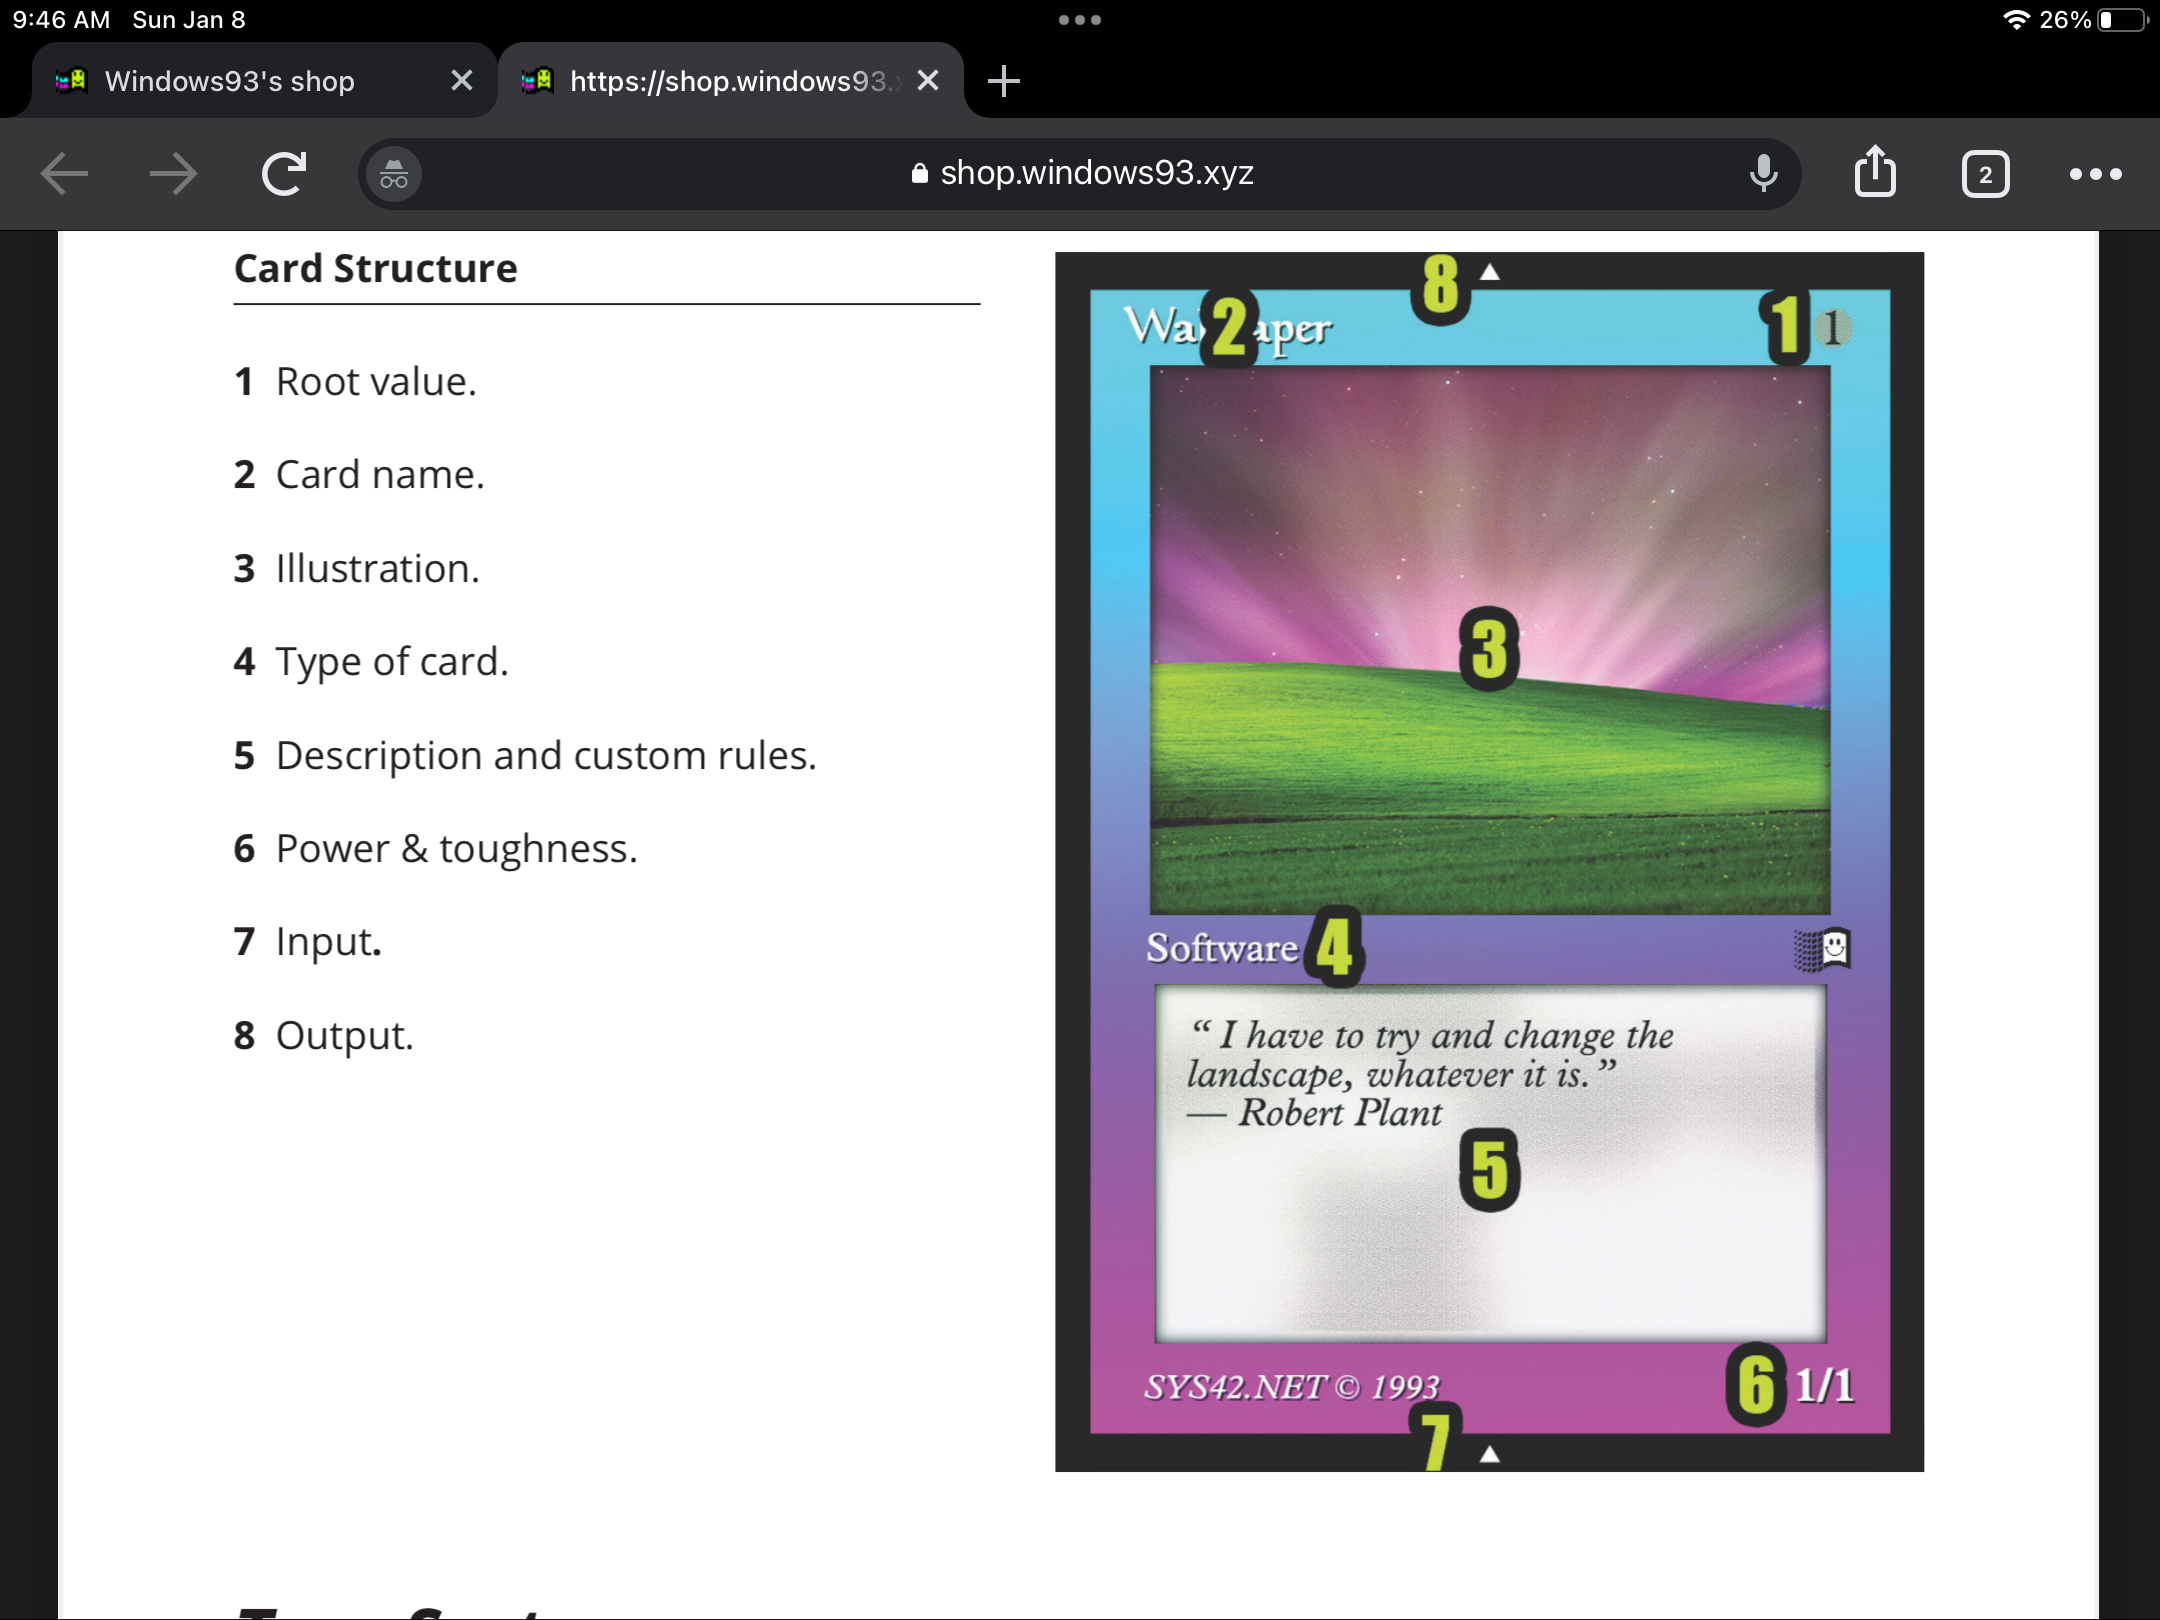 9:46 AM Sun Jan 8
26%
Windows93's shop
https://shop.windows93.
shop.windows93.xyz
2
Card Structure
1 Root value.
2 Card name.
3 Illustration.
4 Type of card.
5 Description and custom rules.
6 Power & toughness.
7 Input.
8 Output.
8
2
1 1
3
Software 4
“ I have to try and change the
landscape, whatever it is.”
— Robert Plant
5
SYS42.NET © 1993
6 1/1
7